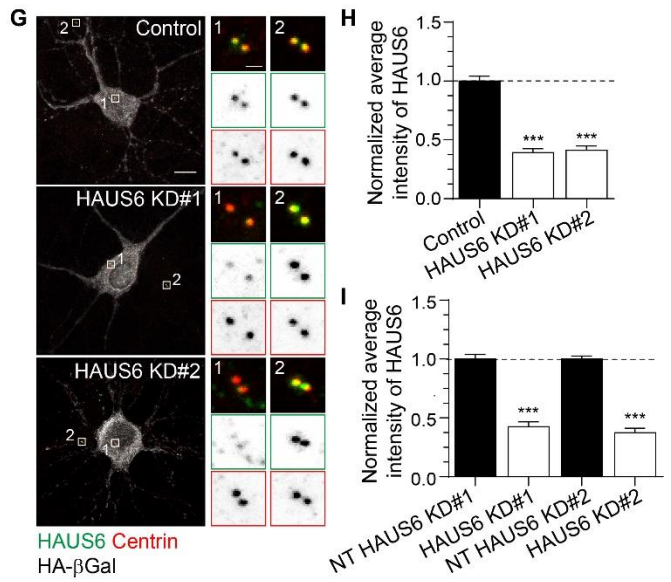 G
2
Control
1
1
2
HAUS6 KD#1
1
2
1
2
HAUS6 KD#2
2
1
1
2
HAUS6 Centrin
HA-βGal
H
Normalized average
intensity of HAUS6
1.5
1.0
0.5
0.0
***
***
Control
HAUS6 KD#1
HAUS6 KD#2
I
Normalized average
intensity of HAUS6
1.5
1.0
0.5
0.0
***
***
NT HAUS6 KD#1
HAUS6 KD#1
NT HAUS6 KD#2
HAUS6 KD#2